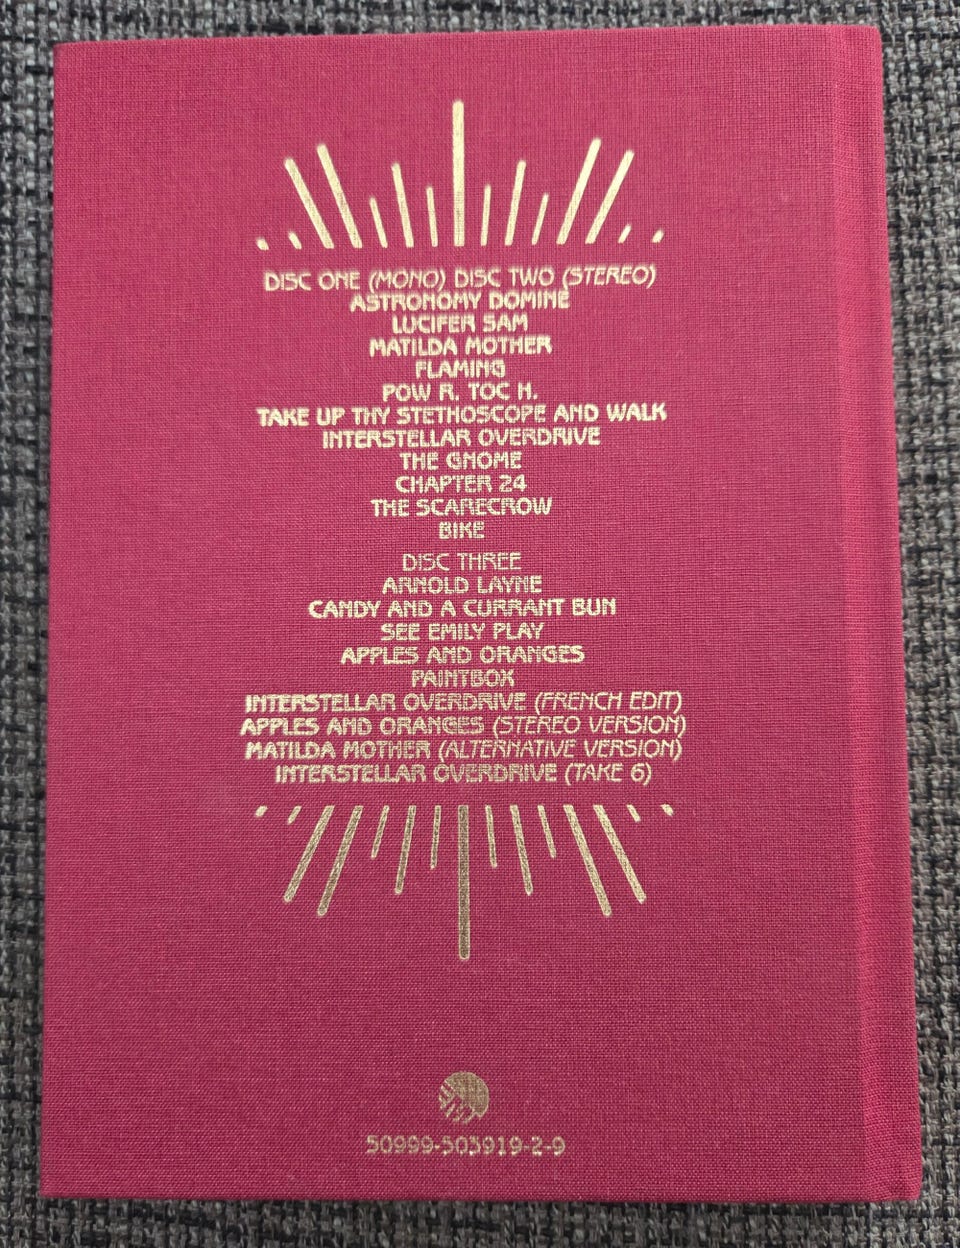 DISC ONE (MONO) DISC TWO (STEREO)
ASTRONOMY DOMINE
LUCIFER SAM
MATILDA MOTHER
FLAMING
POW R. TOC H.
TAKE UP THY STETHOSCOPE AND WALK
INTERSTELLAR OVERDRIVE
THE GNOME
CHAPTER 24
THE SCARECROW
BIKE
DISC THREE
ARNOLD LAYNE
CANDY AND A CURRANT BUN
SEE EMILY PLAY
APPLES AND ORANGES
PAINTBOX
INTERSTELLAR OVERDRIVE (FRENCH EDIT)
APPLES AND ORANGES (STEREO VERSION)
MATILDA MOTHER (ALTERNATIVE VERSION)
INTERSTELLAR OVERDRIVE (TAKE 6)
50999-503919-2-9